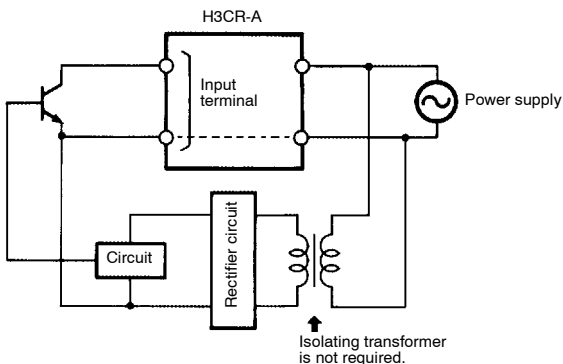 H3CR-A
Input
terminal
Power supply
Rectifier circuit
Circuit
Isolating transformer
is not required.